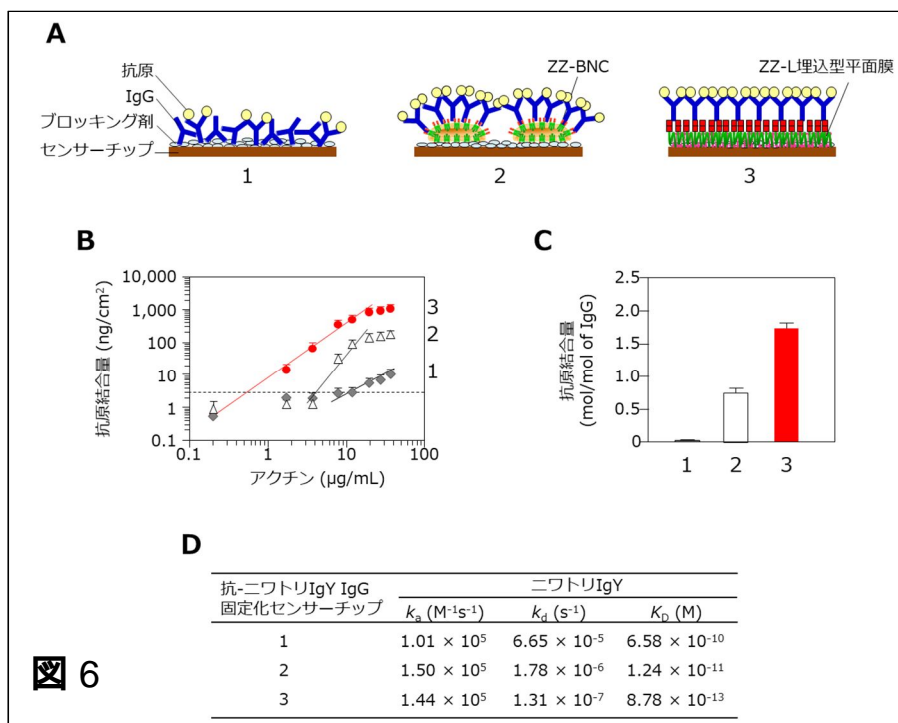 A
抗原
IgG
ブロッキング剤
センサーチップ
ZZ-BNC
ZZ-L埋込型平面膜
1
2
3
B
抗原結合量 (ng/cm²)
10,000
1,000
100
10
1
0.1
0.1
1
10
100
アクチン (µg/mL)
3
2
1
C
抗原結合量
(mol/mol of IgG)
2.5
2.0
1.5
1.0
0.5
0
1
2
3
D
抗-ニワトリIgY IgG
固定化センサーチップ
ニワトリIgY
ka (M⁻¹s⁻¹) kd (s⁻¹) KD (M)
1 1.01 × 10⁵ 6.65 × 10⁻⁵ 6.58 × 10⁻¹⁰
2 1.50 × 10⁵ 1.78 × 10⁻⁶ 1.24 × 10⁻¹¹
3 1.44 × 10⁵ 1.31 × 10⁻⁷ 8.78 × 10⁻¹³
図 6